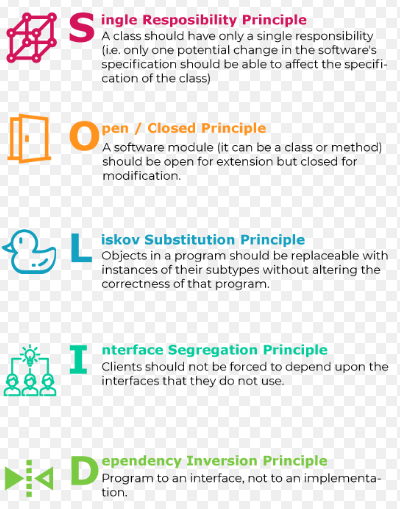 Single Resposibility Principle
A class should have only a single responsibility
(i.e. only one potential change in the software's
specification should be able to affect the specifi-
cation of the class)
Open / Closed Principle
A software module (it can be a class or method)
should be open for extension but closed for
modification.
Liskov Substitution Principle
Objects in a program should be replaceable with
instances of their subtypes without altering the
correctness of that program.
Interface Segregation Principle
Clients should not be forced to depend upon the
interfaces that they do not use.
Dependency Inversion Principle
Program to an interface, not to an implementa-
tion.